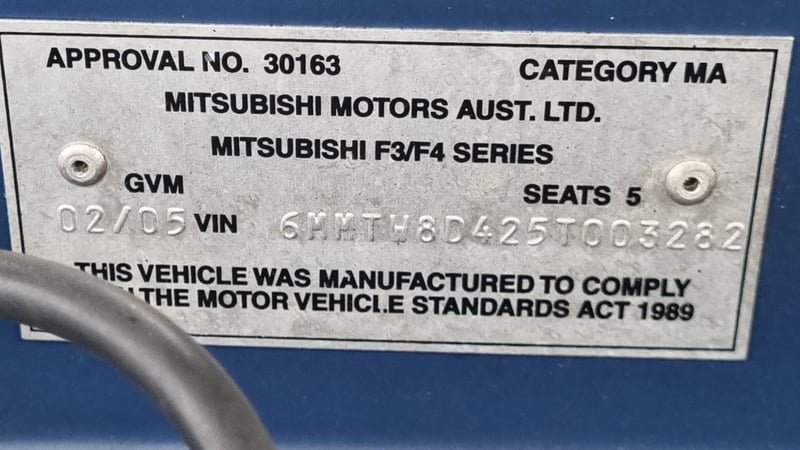 APPROVAL NO. 30163 CATEGORY MA
MITSUBISHI MOTORS AUST. LTD.
MITSUBISHI F3/F4 SERIES
GVM SEATS 5
02/05 VIN 6MMTW8D425T003282
THIS VEHICLE WAS MANUFACTURED TO COMPLY
THE MOTOR VEHICLE STANDARDS ACT 1989